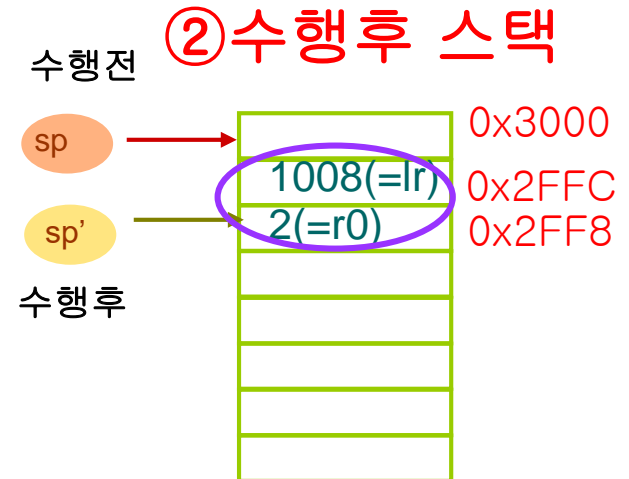 ②수행후 스택
수행전
sp
0x3000
1008(=lr)
0x2FFC
sp’
2(=r0)
0x2FF8
수행후